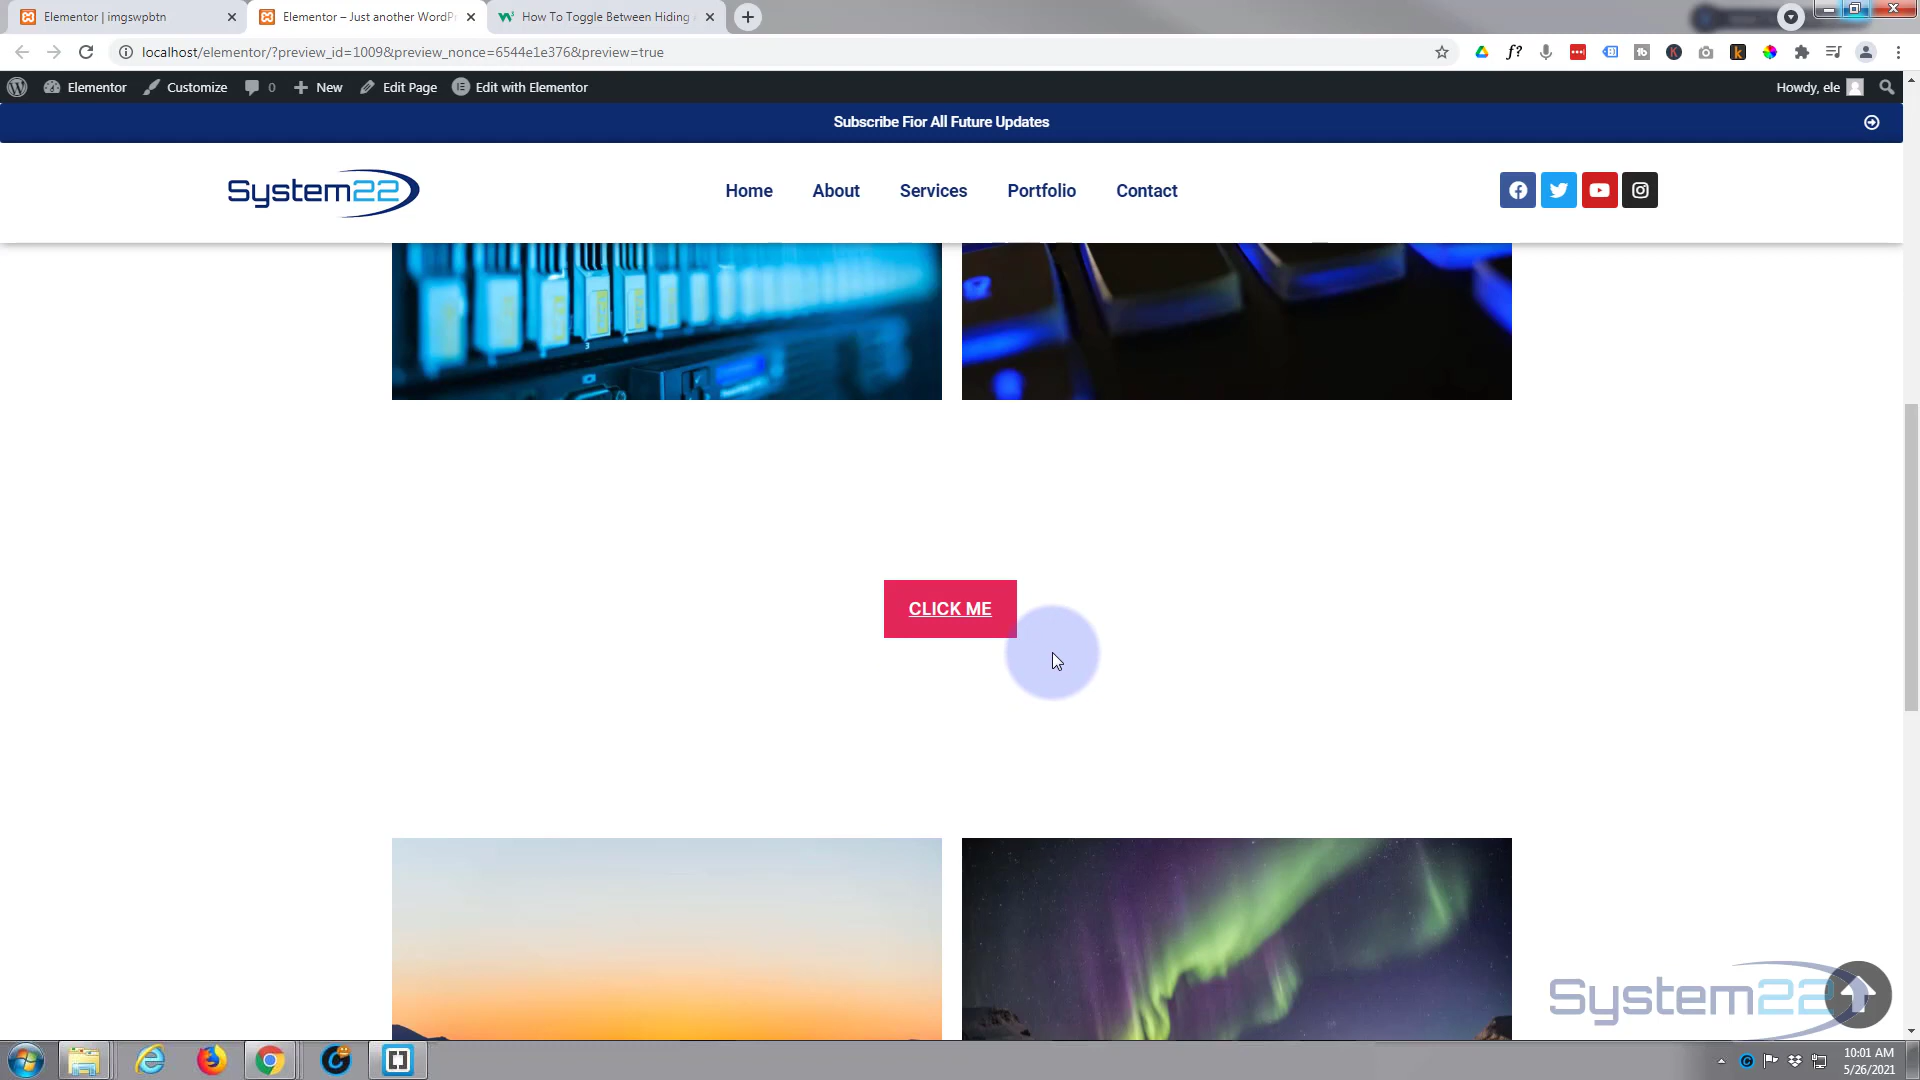 Elementor | imgswpbtn
Elementor – Just another WordPr
How To Toggle Between Hiding
localhost/elementor/?preview_id=1009&preview_nonce=6544e1e376&preview=true
Elementor
Customize
0
New
Edit Page
Edit with Elementor
Howdy, ele
Subscribe Fior All Future Updates
System22
Home
About
Services
Portfolio
Contact
CLICK ME
System22
10:01 AM
5/26/2021